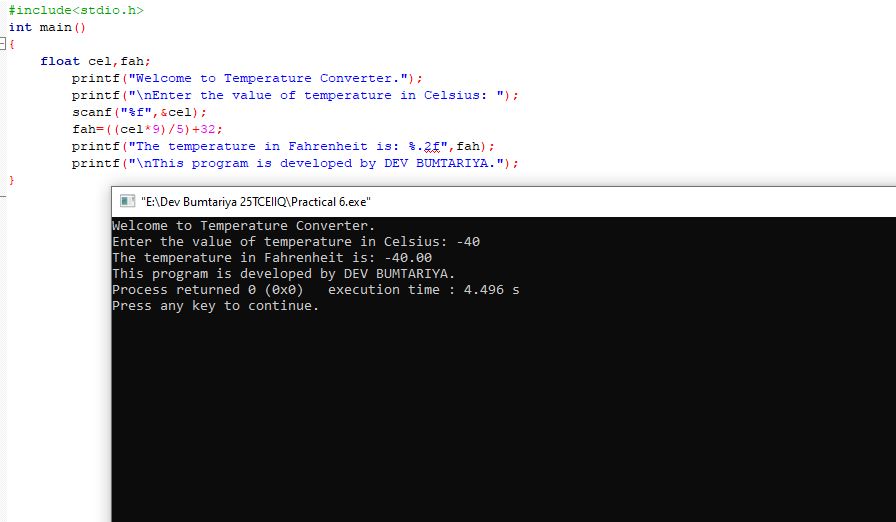 #include<stdio.h>
int main()
{
float cel,fah;
printf("Welcome to Temperature Converter.");
printf("\nEnter the value of temperature in Celsius: ");
scanf("%f",&cel);
fah=((cel*9)/5)+32;
printf("The temperature in Fahrenheit is: %.2f",fah);
printf("\nThis program is developed by DEV BUMTARIYA.");
}
"E:\Dev Bumtariya 25TCEIIQ\Practical 6.exe"
Welcome to Temperature Converter.
Enter the value of temperature in Celsius: -40
The temperature in Fahrenheit is: -40.00
This program is developed by DEV BUMTARIYA.
Process returned 0 (0x0)   execution time : 4.496 s
Press any key to continue.